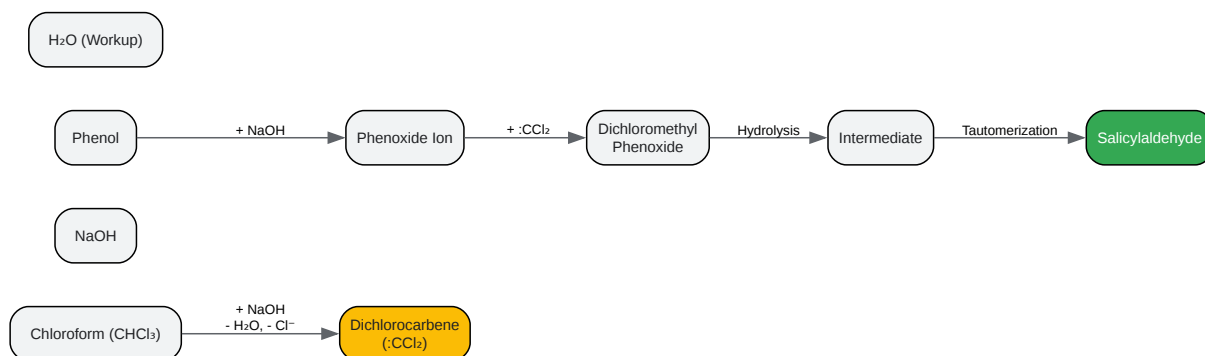 H₂O (Workup)
Phenol
+ NaOH
Phenoxide Ion
+ :CCl₂
Dichloromethyl
Phenoxide
Hydrolysis
Intermediate
Tautomerization
Salicylaldehyde
NaOH
Chloroform (CHCl₃)
+ NaOH
- H₂O, - Cl⁻
Dichlorocarbene
(:CCl₂)